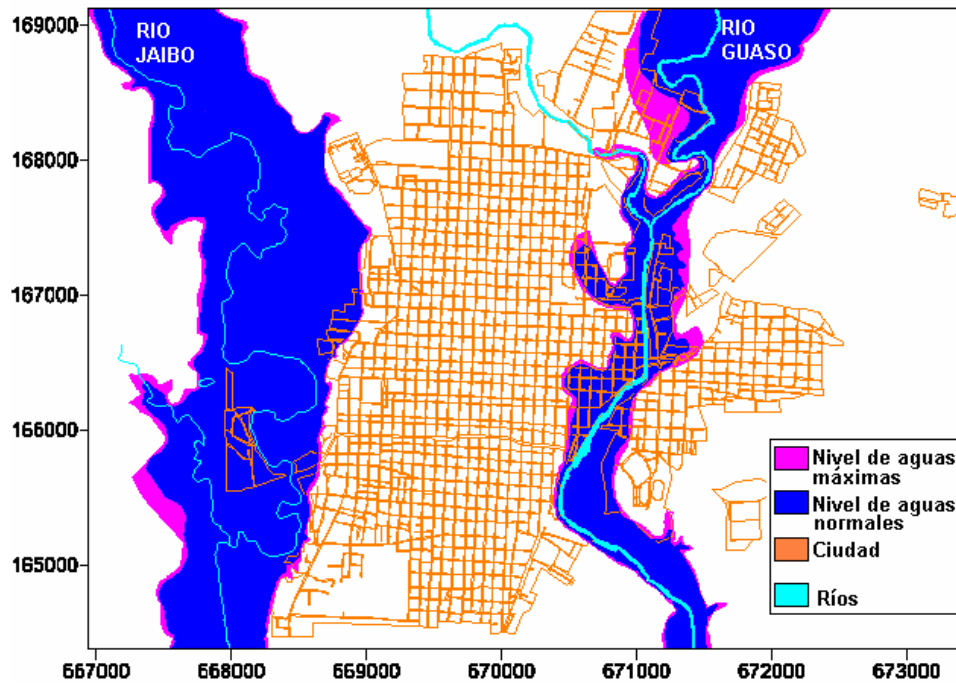 169000
168000
167000
166000
165000
RIO
JAIBO
RIO
GUASO
Nivel de aguas
máximas
Nivel de aguas
normales
Ciudad
Ríos
667000 668000 669000 670000 671000 672000 673000